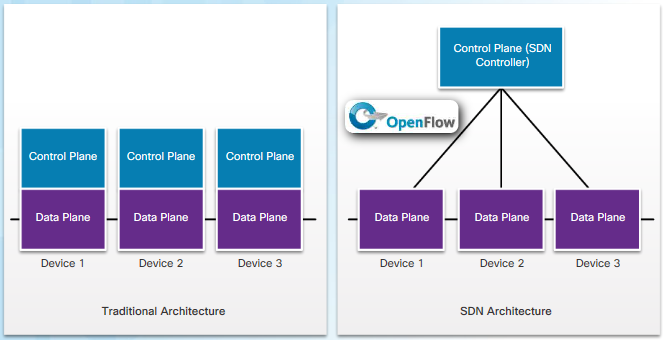 Control Plane
Control Plane
Control Plane
Data Plane
Data Plane
Data Plane
Device 1
Device 2
Device 3
Traditional Architecture
Control Plane (SDN
Controller)
OpenFlow
Data Plane
Data Plane
Data Plane
Device 1
Device 2
Device 3
SDN Architecture